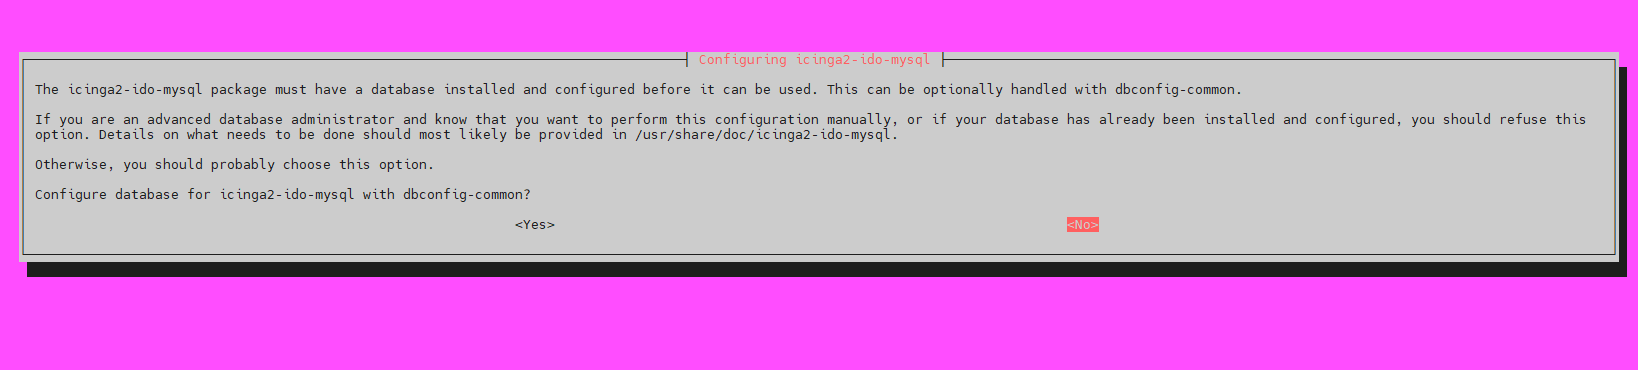 Configuring icinga2-ido-mysql
The icinga2-ido-mysql package must have a database installed and configured before it can be used. This can be optionally handled with dbconfig-common.
If you are an advanced database administrator and know that you want to perform this configuration manually, or if your database has already been installed and configured, you should refuse this
option. Details on what needs to be done should most likely be provided in /usr/share/doc/icinga2-ido-mysql.
Otherwise, you should probably choose this option.
Configure database for icinga2-ido-mysql with dbconfig-common?
<Yes> <No>